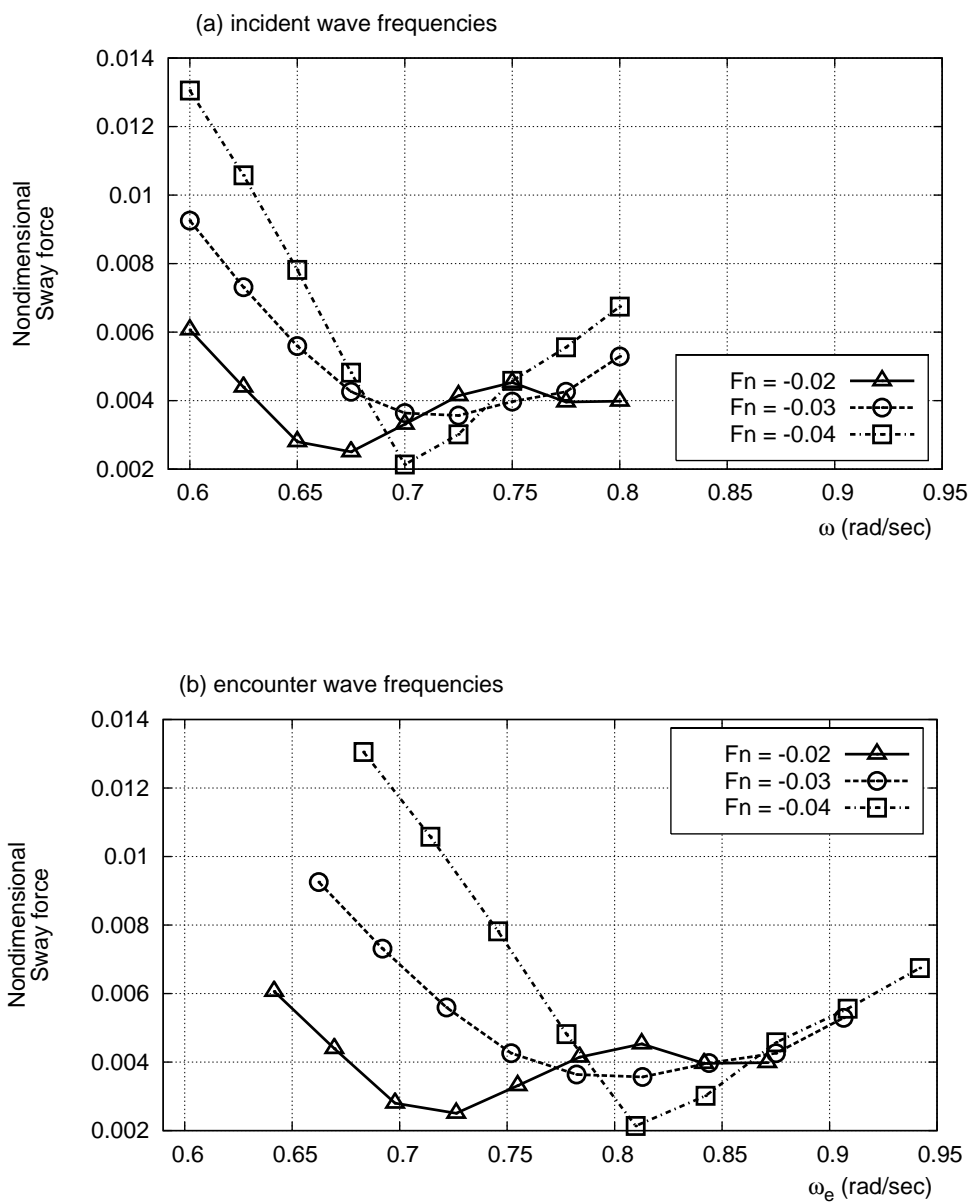 (a) incident wave frequencies
0.014
0.012
0.01
0.008
0.006
0.004
0.002
Nondimensional
Sway force
Fn = -0.02
Fn = -0.03
Fn = -0.04
0.6 0.65 0.7 0.75 0.8 0.85 0.9 0.95
ω (rad/sec)
(b) encounter wave frequencies
0.014
0.012
0.01
0.008
0.006
0.004
0.002
Nondimensional
Sway force
Fn = -0.02
Fn = -0.03
Fn = -0.04
0.6 0.65 0.7 0.75 0.8 0.85 0.9 0.95
ωe (rad/sec)